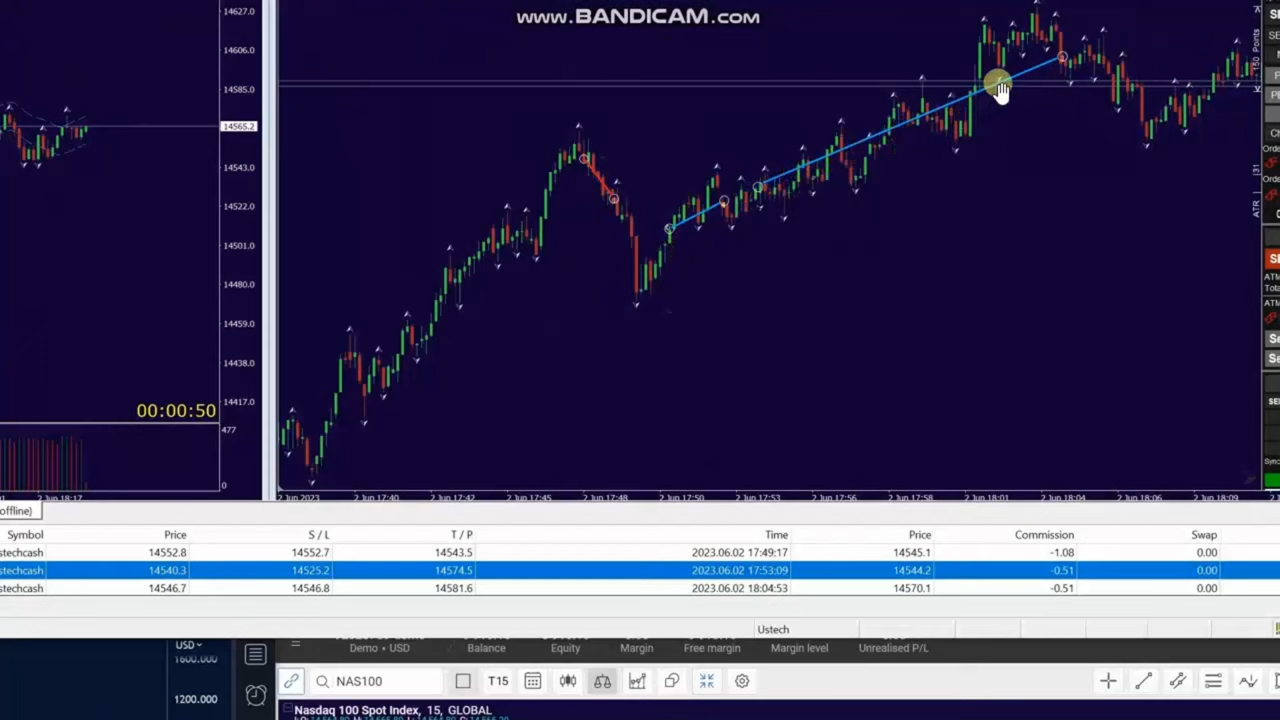 www.BANDICAM.com
14627.0
14606.0
14585.0
14565.2
14543.0
14522.0
14501.0
14480.0
14459.0
14438.0
14417.0
477
0
00:00:50
2 Jun 18:17
150 Points
131
ATR
2 Jun 2023 2 Jun 17:40 2 Jun 17:42 2 Jun 17:45 2 Jun 17:48 2 Jun 17:50 2 Jun 17:53 2 Jun 17:56 2 Jun 17:58 2 Jun 18:01 2 Jun 18:04 2 Jun 18:06 2 Jun 18:09
offline)
Symbol Price S / L T / P Time Price Commission Swap
stechcash 14552.8 14552.7 14543.5 2023.06.02 17:49:17 14545.1 -1.08 0.00
stechcash 14540.3 14525.2 14574.5 2023.06.02 17:53:09 14544.2 -0.51 0.00
stechcash 14546.7 14546.8 14581.6 2023.06.02 18:04:53 14570.1 -0.51 0.00
Ustech
USD
1600.000
1200.000
Demo • USD Balance Equity Margin Free margin Margin level Unrealised P/L
NAS100 T15
Nasdaq 100 Spot Index, 15, GLOBAL